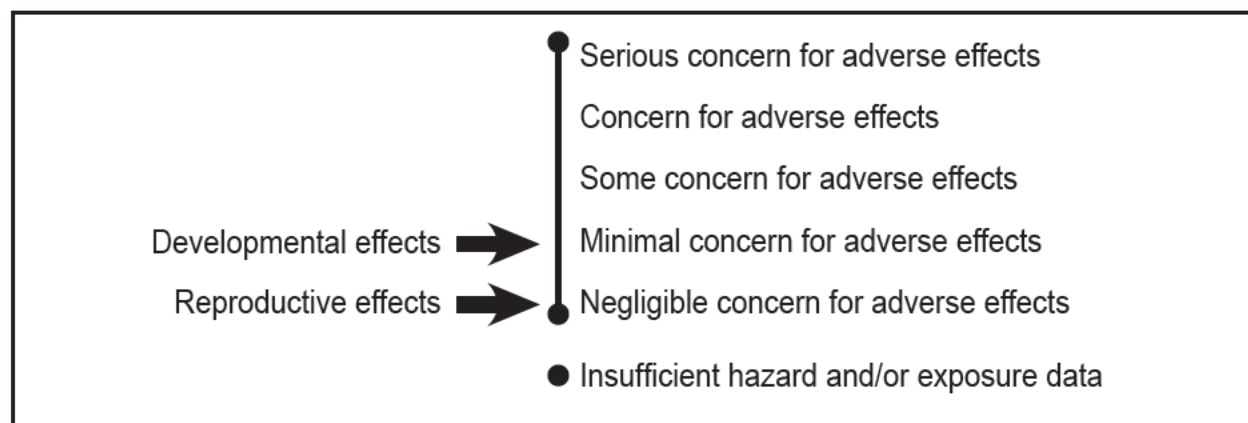 Serious concern for adverse effects
Concern for adverse effects
Some concern for adverse effects
Developmental effects Minimal concern for adverse effects
Reproductive effects Negligible concern for adverse effects
Insufficient hazard and/or exposure data